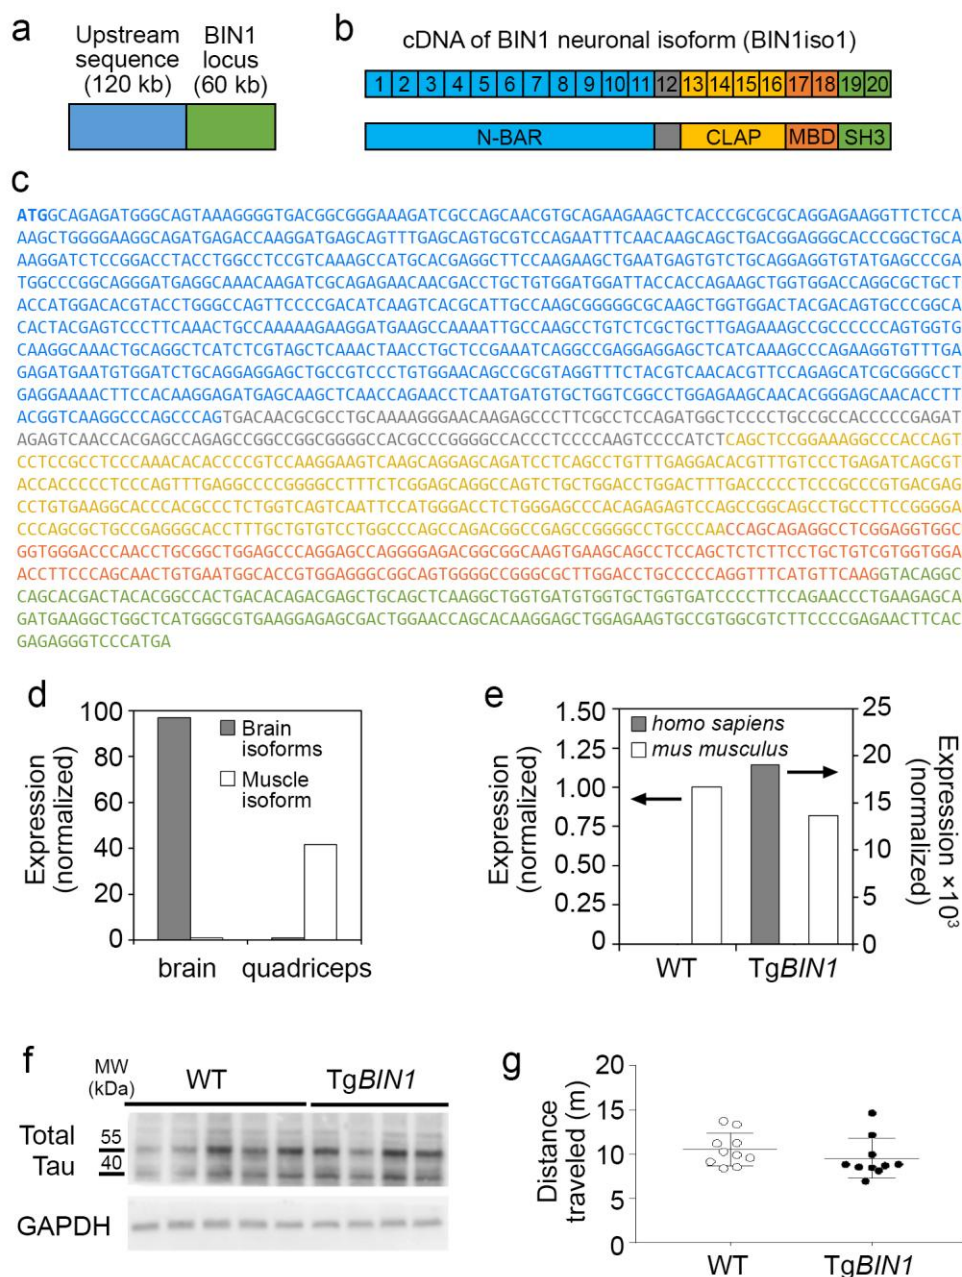 a
Upstream sequence (120 kb)
BIN1 locus (60 kb)
b
cDNA of BIN1 neuronal isoform (BIN1iso1)
1 2 3 4 5 6 7 8 9 10 11 12 13 14 15 16 17 18 19 20
N-BAR CLAP MBD SH3
c
ATGGCAGAGATGGGCAGTAAAGGGGTGACGGCGGGAAAGATCGCCAGCAACGTGCAGAAGAAGCTCACCCGCGCGCAGGAGAAGGTTCTCCA
AAGCTGGGGAAGGCAGATGAGACCAAGGATGAGCAGTTTGAGCAGTGCGTCCAGAATTTCAACAAGCAGCTGACGGAGGGCACCCGGCTGCA
AAGGATCTCCGGACCTACCTGGCCTCCGTCAAAGCCATGCACGAGGCTTCCAAGAAGCTGAATGAGTGTCTGCAGGAGGTGTATGAGCCCGA
TGGCCCGGCAGGGATGAGGCAAACAAGATCGCAGAGAACAACGACCTGCTGTGGATGGATTACCACCAGAAGCTGGTGGACCAGGCGCTGCT
ACCATGGACACGTACCTGGGCCAGTTCCCCGACATCAAGTCACGCATTGCCAAGCGGGGGCGCAAGCTGGTGGACTACGACAGTGCCCGGCA
CACTACGAGTCCCTTCAAACTGCCAAAAAGAAGGATGAAGCCAAAATTGCCAAGCCTGTCTCGCTGCTTGAGAAAGCCGCCCCCCAGTGGTG
CAAGGCAAACTGCAGGCTCATCTCGTAGCTCAAACTAACCTGCTCCGAAATCAGGCCGAGGAGGAGCTCATCAAAGCCCAGAAGGTGTTTGA
GAGATGAATGTGGATCTGCAGGAGGAGCTGCCGTCCCTGTGGAACAGCCGCGTAGGTTTCTACGTCAACACGTTCCAGAGCATCGCGGGCCT
GAGGAAAACTTCCACAAGGAGATGAGCAAGCTCAACCAGAACCTCAATGATGTGCTGGTCGGCCTGGAGAAGCAACACGGGAGCAACACCTT
ACGGTCAAGGCCCAGCCCAGTGACAACGCGCCTGCAAAAGGGAACAAGAGCCCTTCGCCTCCAGATGGCTCCCCTGCCGCCACCCCCGAGAT
AGAGTCAACCACGAGCCAGAGCCGGCCGGCGGGGCCACGCCCGGGGCCACCCTCCCCAAGTCCCCATCTCAGCTCCGGAAAGGCCCACCAGT
CCTCCGCCTCCCAAACACACCCCGTCCAAGGAAGTCAAGCAGGAGCAGATCCTCAGCCTGTTTGAGGACACGTTTGTCCCTGAGATCAGCGT
ACCACCCCCTCCCAGTTTGAGGCCCCGGGGCCTTTCTCGGAGCAGGCCAGTCTGCTGGACCTGGACTTTGACCCCCTCCCGCCCGTGACGAG
CCTGTGAAGGCACCCACGCCCTCTGGTCAGTCAATTCCATGGGACCTCTGGGAGCCCACAGAGAGTCCAGCCGGCAGCCTGCCTTCCGGGGA
CCCAGCGCTGCCGAGGGCACCTTTGCTGTGTCCTGGCCCAGCCAGACGGCCGAGCCGGGGCCTGCCCAACCAGCAGAGGCCTCGGAGGTGGC
GGTGGGACCCAACCTGCGGCTGGAGCCCAGGAGCCAGGGGAGACGGCGGCAAGTGAAGCAGCCTCCAGCTCTCTTCCTGCTGTCGTGGTGGA
ACCTTCCCAGCAACTGTGAATGGCACCGTGGAGGGCGGCAGTGGGGCCGGGCGCTTGGACCTGCCCCCAGGTTTCATGTTCAAGGTACAGGC
CAGCACGACTACACGGCCACTGACACAGACGAGCTGCAGCTCAAGGCTGGTGATGTGGTGCTGGTGATCCCCTTCCAGAACCCTGAAGAGCA
GATGAAGGCTGGCTCATGGGCGTGAAGGAGAGCGACTGGAACCAGCACAAGGAGCTGGAGAAGTGCCGTGGCGTCTTCCCCGAGAACTTCAC
GAGAGGGTCCCATGA
d
Expression (normalized)
100
80
60
40
20
0
Brain isoforms
Muscle isoform
brain quadriceps
e
Expression (normalized)
1.50
1.25
1.00
0.75
0.50
0.25
0
homo sapiens
mus musculus
25
20
15
10
5
0
Expression ×10³ (normalized)
WT TgBIN1
f
MW (kDa)
WT TgBIN1
Total Tau
55
40
GAPDH
g
Distance traveled (m)
20
15
10
5
0
WT TgBIN1